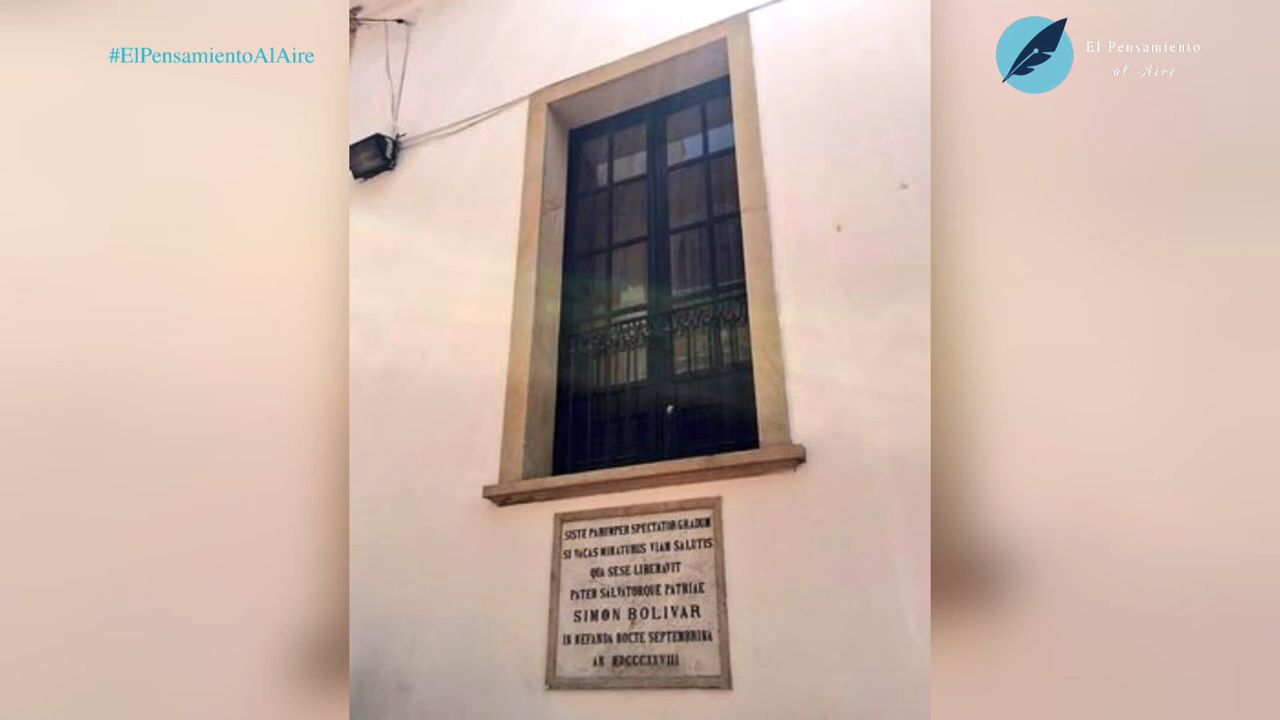 #ElPensamientoAlAire
El Pensamiento
al Aire
SISTE PARUMPER SPECTATOR GRADUM
SI VACAS MIRATURUS VIAM SALUTIS
QUA SESE LIBERAVIT
PATER SALVATORQUE PATRIAE
SIMON BOLIVAR
IN NEFANDA NOCTE SEPTEMBRINA
AN MDCCCXXVIII